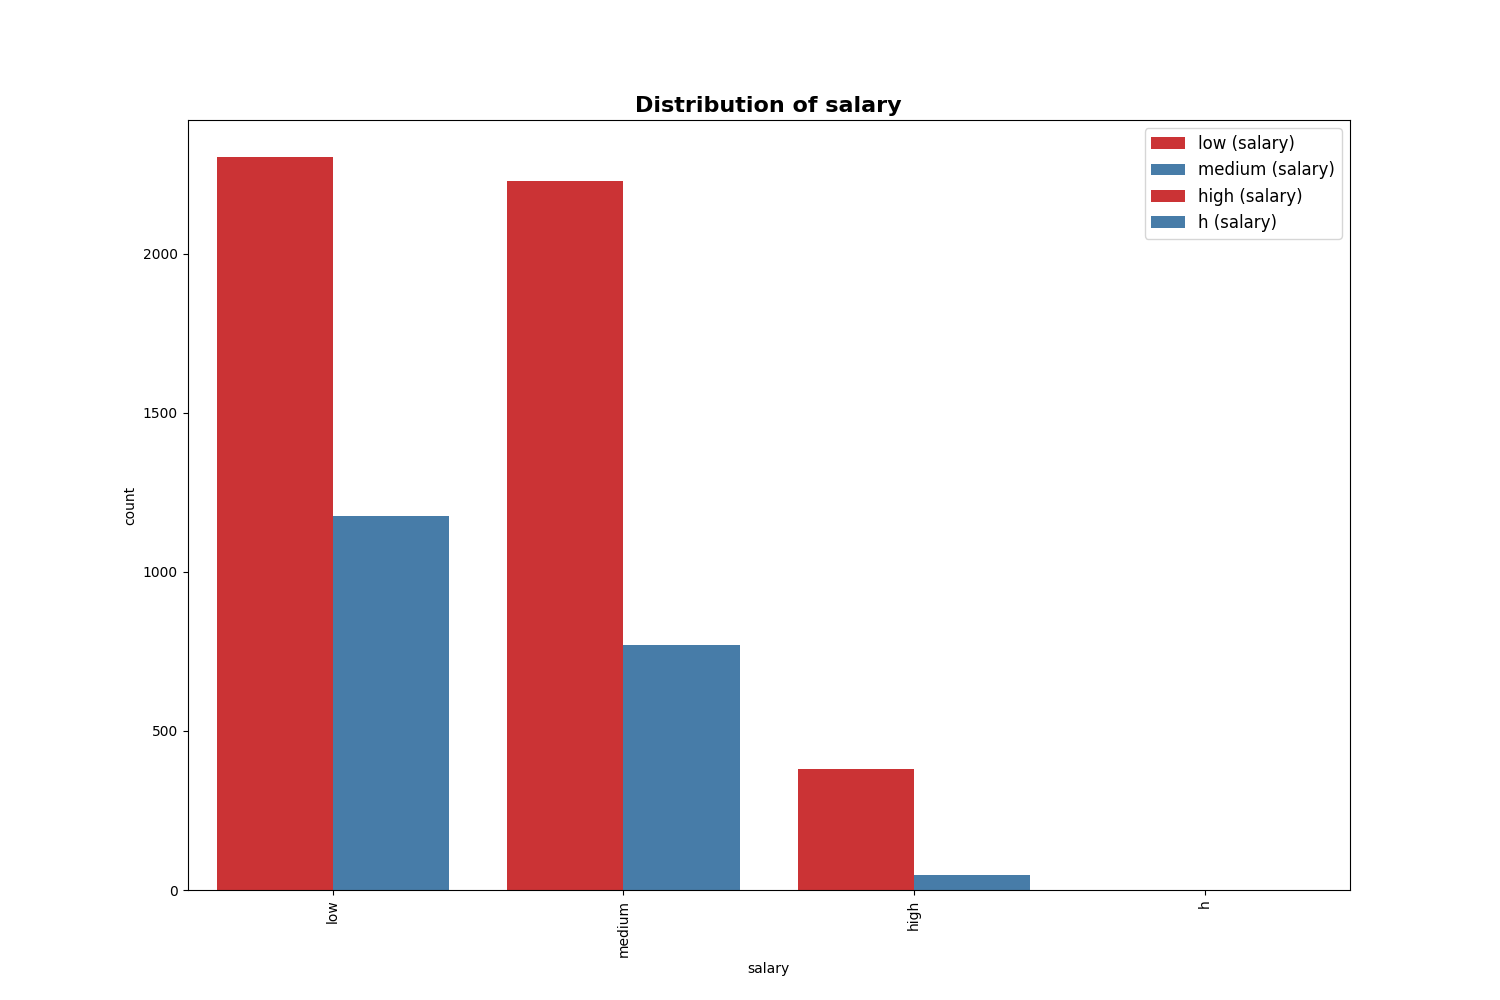 Distribution of salary
low (salary)
medium (salary)
high (salary)
h (salary)
2000
1500
1000
500
0
count
low
medium
high
h
salary